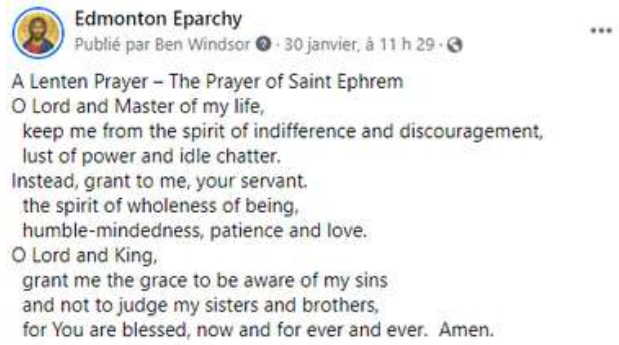 Edmonton Eparchy
Publié par Ben Windsor · 30 janvier, à 11 h 29 ·
A Lenten Prayer – The Prayer of Saint Ephrem
O Lord and Master of my life,
keep me from the spirit of indifference and discouragement,
lust of power and idle chatter.
Instead, grant to me, your servant.
the spirit of wholeness of being,
humble-mindedness, patience and love.
O Lord and King,
grant me the grace to be aware of my sins
and not to judge my sisters and brothers,
for You are blessed, now and for ever and ever. Amen.